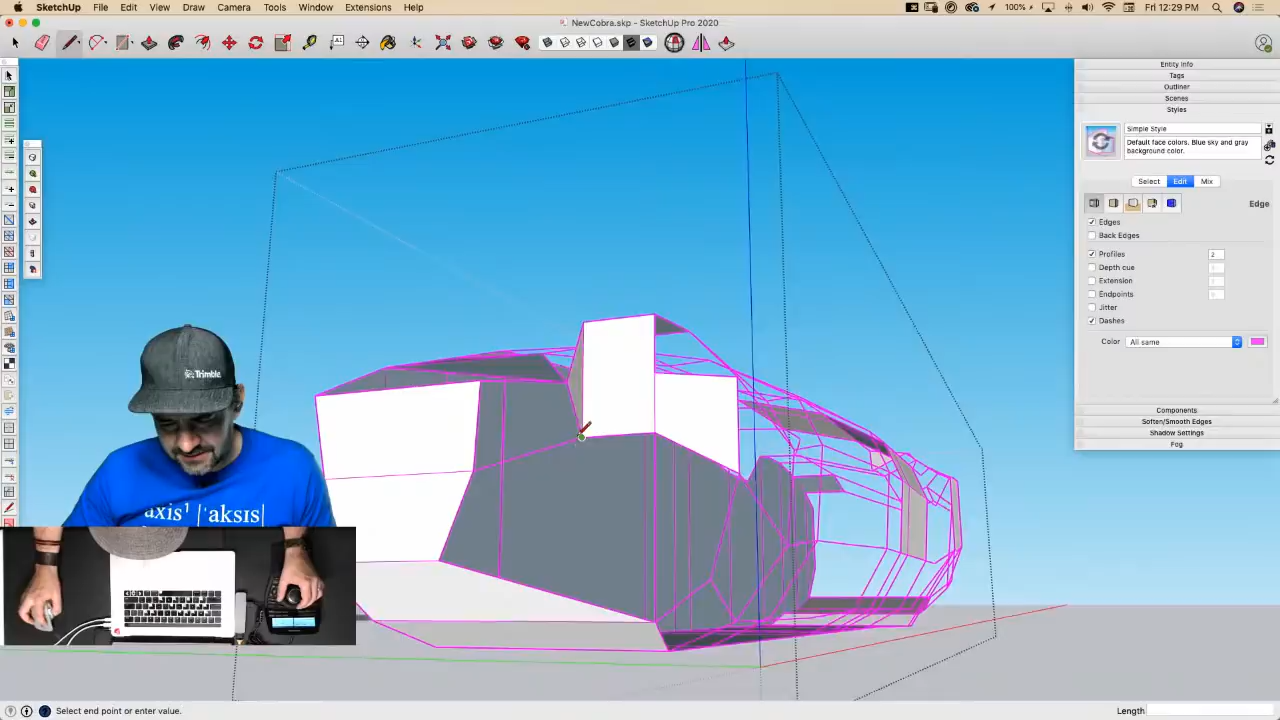 SketchUp File Edit View Camera Draw Tools Window Extensions Help
100% Fri 12:29 PM
NewCobra.skp - SketchUp Pro 2020
Entity Info
Tags
Outliner
Scenes
Styles
Simple Style
Default face colors. Blue sky and gray
background color.
Select Edit Mix
Edge
Edges
Back Edges
Profiles 2
Depth cue
Extension
Endpoints
Jitter
Dashes
Color All same
Components
Soften/Smooth Edges
Shadow Settings
Fog
Trimble
axis¹ |ˈaksɪs|
Select end point or enter value.
Length